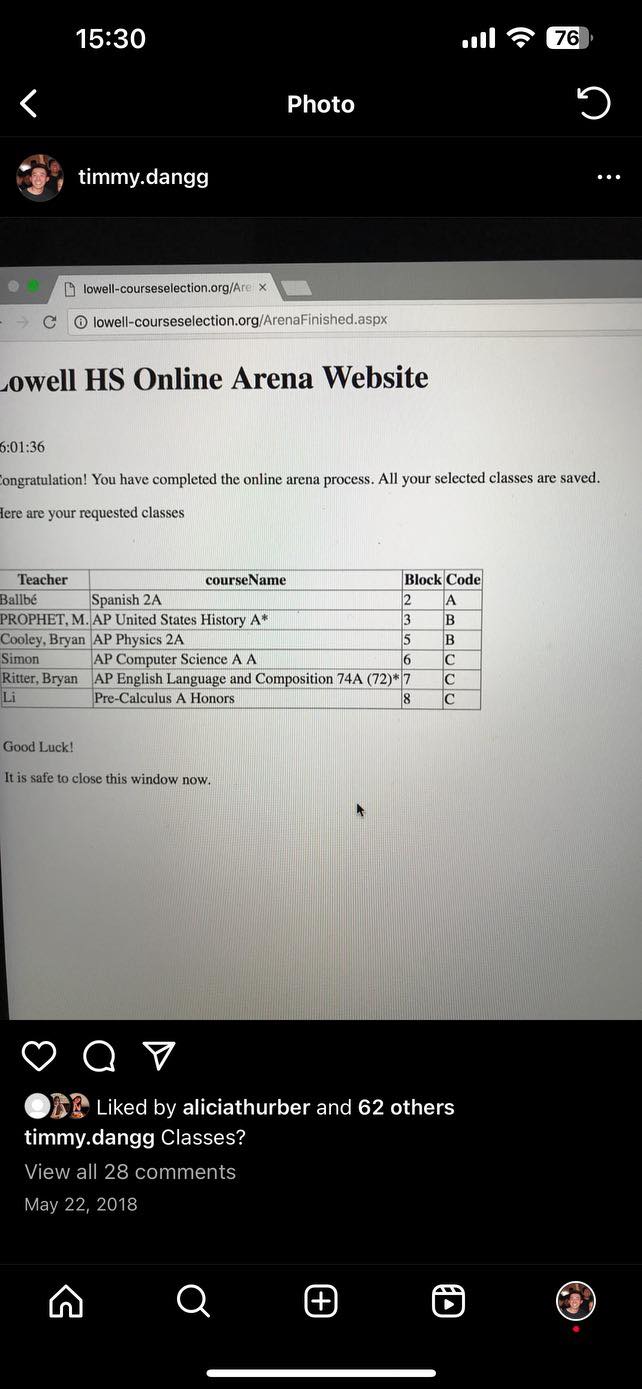 15:30
76
Photo
timmy.dangg
lowell-courseselection.org/Are
lowell-courseselection.org/ArenaFinished.aspx
Lowell HS Online Arena Website
6:01:36
Congratulation! You have completed the online arena process. All your selected classes are saved.
Here are your requested classes
Teacher courseName Block Code
Ballbé Spanish 2A 2 A
PROPHET, M. AP United States History A* 3 B
Cooley, Bryan AP Physics 2A 5 B
Simon AP Computer Science A A 6 C
Ritter, Bryan AP English Language and Composition 74A (72)* 7 C
Li Pre-Calculus A Honors 8 C
Good Luck!
It is safe to close this window now.
Liked by aliciathurber and 62 others
timmy.dangg Classes?
View all 28 comments
May 22, 2018